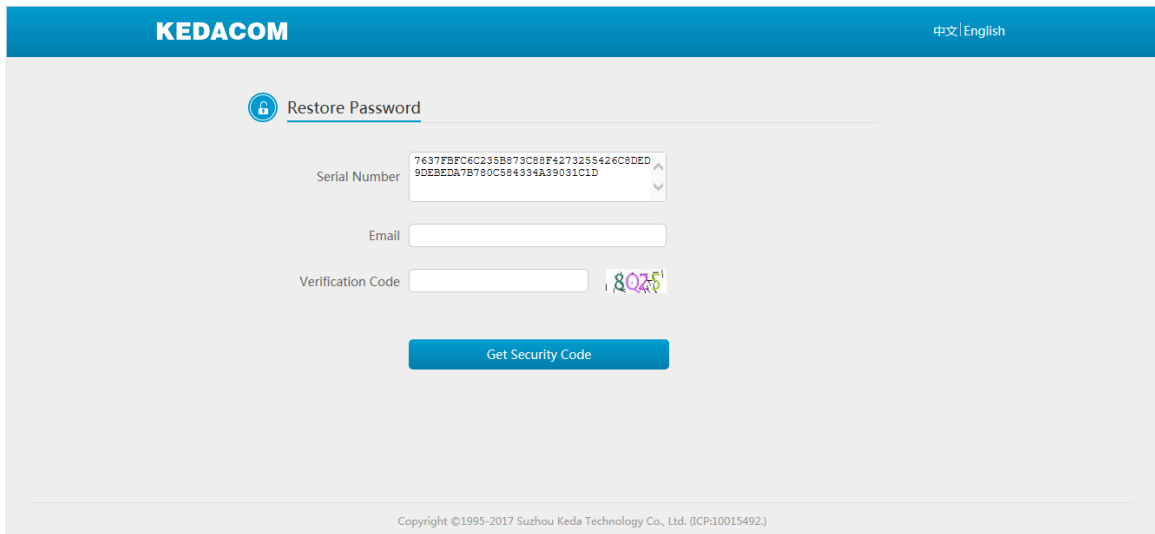 KEDACOM
中文|English
Restore Password
Serial Number
7637FBFC6C235B873C88F4273255426C8DED
9DEBEDA7B780C584334A39031C1D
Email
Verification Code
Get Security Code
Copyright ©1995-2017 Suzhou Keda Technology Co., Ltd. (ICP:10015492.)